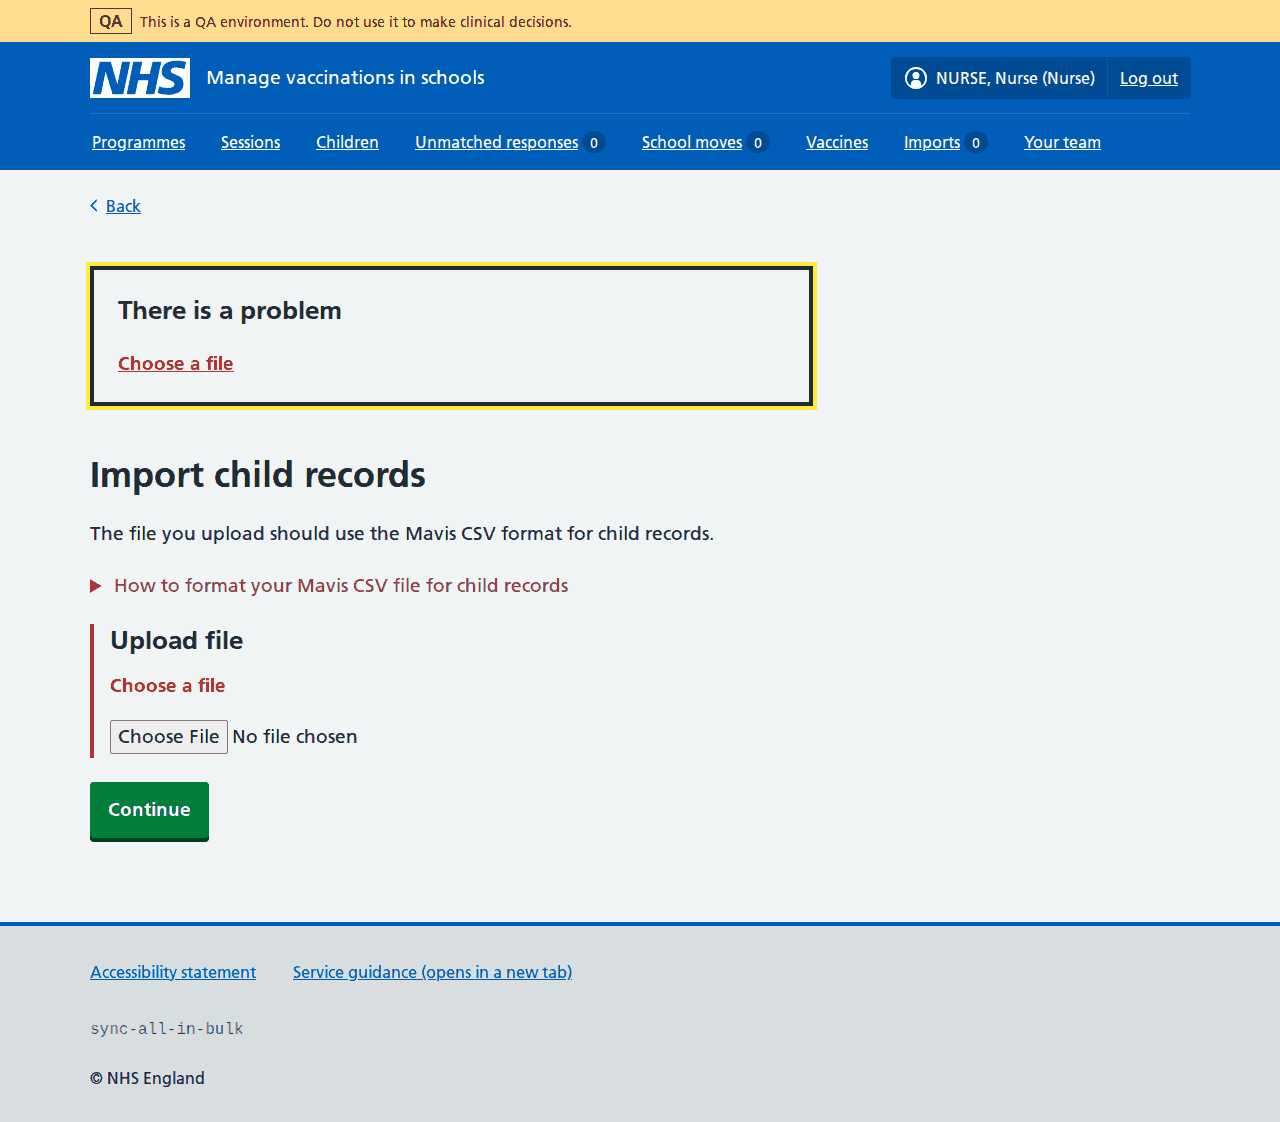 QA This is a QA environment. Do not use it to make clinical decisions.
NHS Manage vaccinations in schools NURSE, Nurse (Nurse) Log out
Programmes Sessions Children Unmatched responses 0 School moves 0 Vaccines Imports 0 Your team
Back
There is a problem
Choose a file
Import child records
The file you upload should use the Mavis CSV format for child records.
How to format your Mavis CSV file for child records
Upload file
Choose a file
Choose File No file chosen
Continue
Accessibility statement Service guidance (opens in a new tab)
sync-all-in-bulk
© NHS England